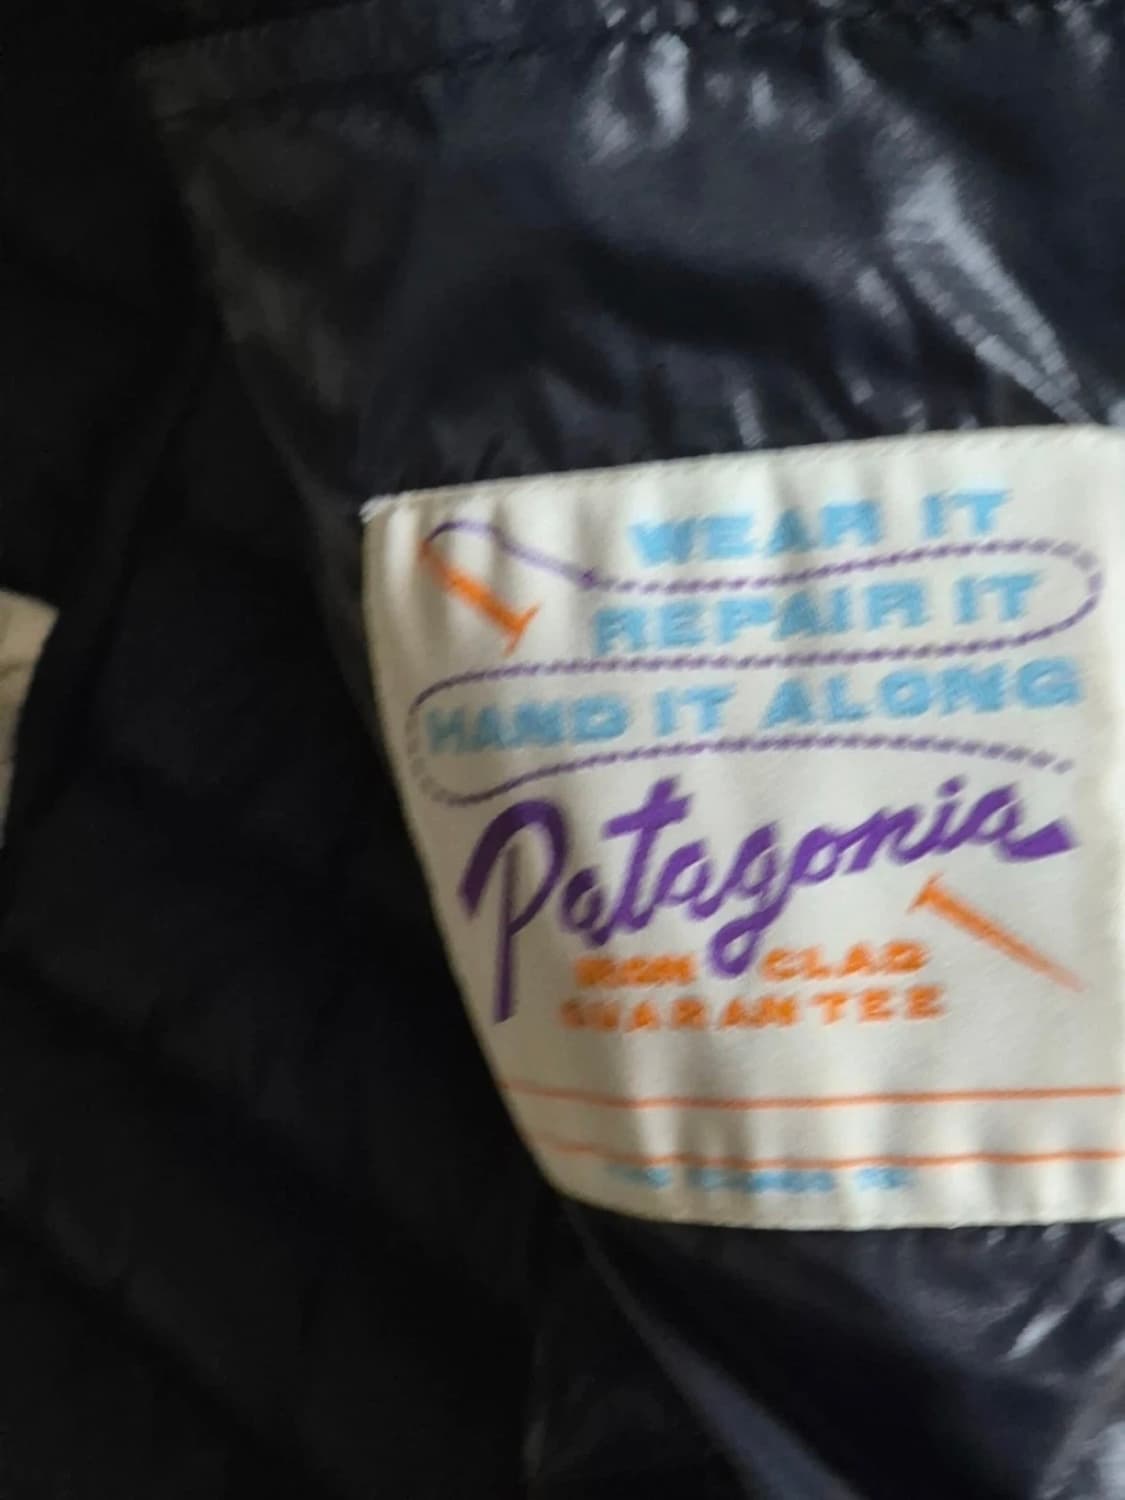 WEAR IT
REPAIR IT
HAND IT ALONG
Patagonia
IRON CLAD
GUARANTEE